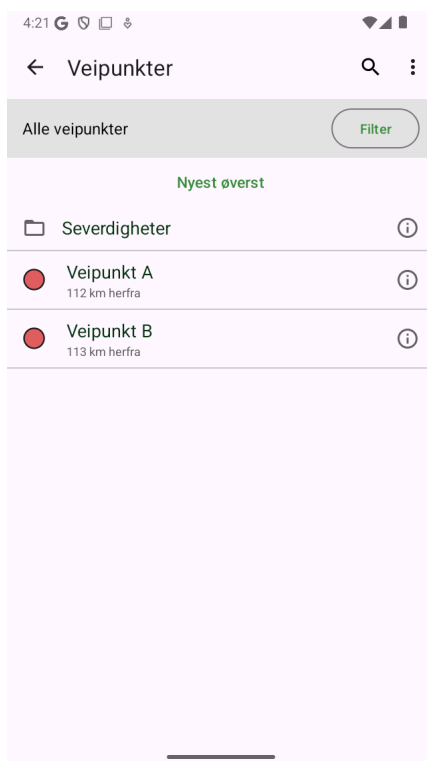 4:21
Veipunkter
Alle veipunkter
Filter
Nyest øverst
Severdigheter
Veipunkt A
112 km herfra
Veipunkt B
113 km herfra